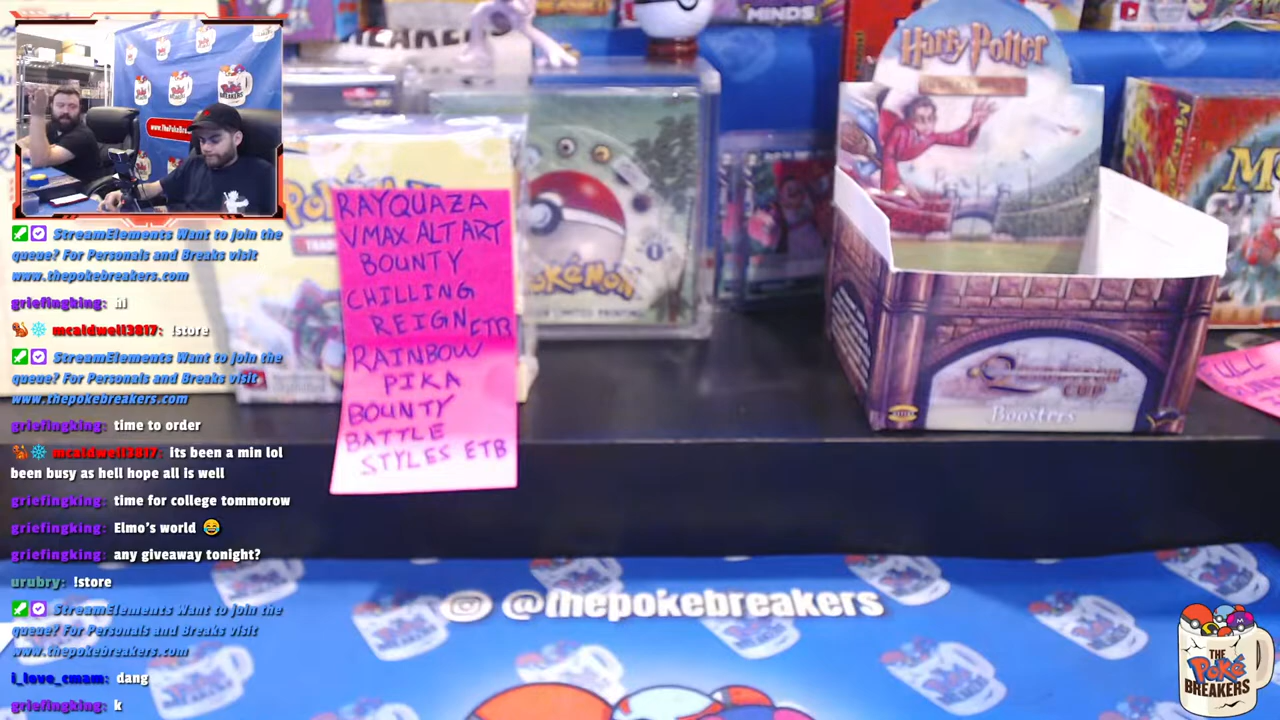 MINDS
BREAKERS
Harry Potter
RAYQUAZA
VMAX ALT ART
BOUNTY
CHILLING
REIGN ETB
RAINBOW
PIKA
BOUNTY
BATTLE
STYLES ETB
Pokémon
CUP
Boosters
StreamElements Want to join the
queue? For Personals and Breaks visit
www.thepokebreakers.com
griefingking: hi
mcaldwell3817: !store
StreamElements Want to join the
queue? For Personals and Breaks visit
www.thepokebreakers.com
griefingking: time to order
mcaldwell3817: its been a min lol
been busy as hell hope all is well
griefingking: time for college tommorow
griefingking: Elmo's world 😂
griefingking: any giveaway tonight?
urubry: !store
StreamElements Want to join the
queue? For Personals and Breaks visit
www.thepokebreakers.com
i_love_cmam: dang
griefingking: k
@thepokebreakers
THE
Poké
BREAKERS